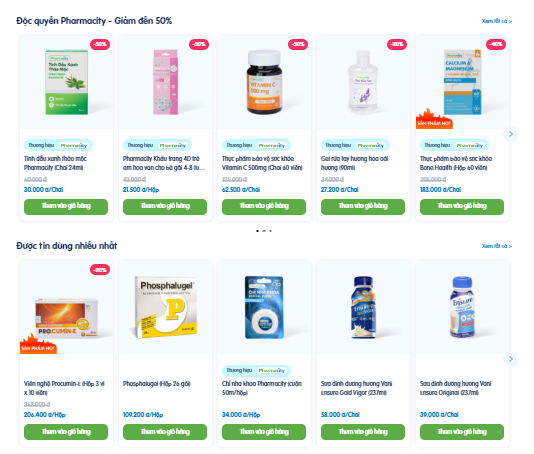 Độc quyền Pharmacity - Giảm đến 50%
Xem tất cả >
-50%
-50%
-50%
-20%
-40%
SẢN PHẨM HOT
Thương hiệu Pharmacity
Thương hiệu Pharmacity
Thương hiệu Pharmacity
Thương hiệu Pharmacity
Thương hiệu Pharmacity
Tinh dầu xanh thảo mộc
Pharmacity (Chai 24ml)
60.000 đ
30.000 đ/Chai
Thêm vào giỏ hàng
Pharmacity Khẩu trang 4D trẻ
em hoa văn cho bé gái 4-8 tu...
43.000 đ
21.500 đ/Hộp
Thêm vào giỏ hàng
Thực phẩm bảo vệ sức khỏe
Vitamin C 500mg (Chai 60 viên)
125.000 đ
62.500 đ/Chai
Thêm vào giỏ hàng
Gel rửa tay hương hoa oải
hương (90ml)
34.000 đ
27.200 đ/Chai
Thêm vào giỏ hàng
Thực phẩm bảo vệ sức khỏe
Bone Health (Hộp 60 viên)
305.000 đ
183.000 đ/Chai
Thêm vào giỏ hàng
Được tin dùng nhiều nhất
Xem tất cả >
-20%
SẢN PHẨM HOT
PROCUMIN-E
Phosphalugel
P
Ensure
Ensure
Viên nghệ Procumin-E (Hộp 3 vỉ
x 10 viên)
258.000 đ
206.400 đ/Hộp
Thêm vào giỏ hàng
Phosphalugel (Hộp 26 gói)
109.200 đ/Hộp
Thêm vào giỏ hàng
Thương hiệu Pharmacity
Chỉ nha khoa Pharmacity (cuộn
50m/hộp)
34.000 đ/Hộp
Thêm vào giỏ hàng
Sữa dinh dưỡng hương Vani
Ensure Gold Vigor (237ml)
58.000 đ/Chai
Thêm vào giỏ hàng
Sữa dinh dưỡng hương Vani
Ensure Original (237ml)
39.000 đ/Chai
Thêm vào giỏ hàng